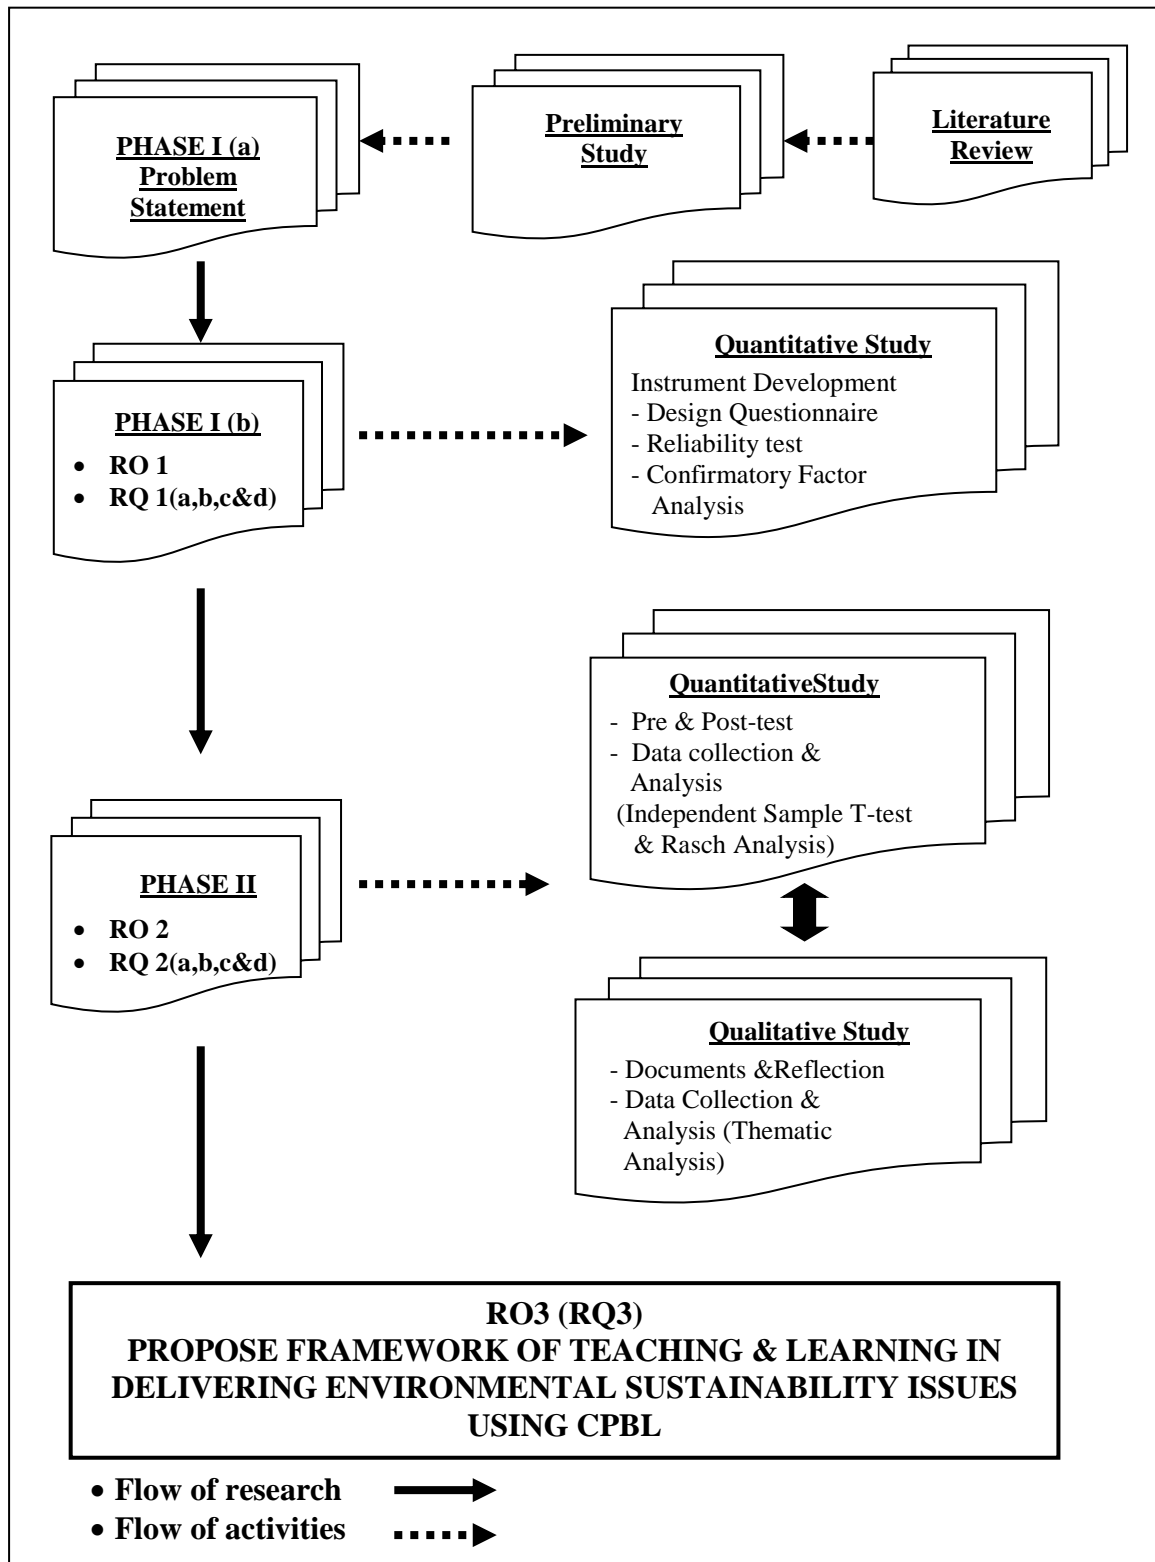 PHASE I (a)
Problem
Statement
Preliminary
Study
Literature
Review
PHASE I (b)
• RO 1
• RQ 1(a,b,c&d)
Quantitative Study
Instrument Development
- Design Questionnaire
- Reliability test
- Confirmatory Factor
Analysis
QuantitativeStudy
- Pre & Post-test
- Data collection &
Analysis
(Independent Sample T-test
& Rasch Analysis)
PHASE II
• RO 2
• RQ 2(a,b,c&d)
Qualitative Study
- Documents &Reflection
- Data Collection &
Analysis (Thematic
Analysis)
RO3 (RQ3)
PROPOSE FRAMEWORK OF TEACHING & LEARNING IN
DELIVERING ENVIRONMENTAL SUSTAINABILITY ISSUES
USING CPBL
• Flow of research
• Flow of activities